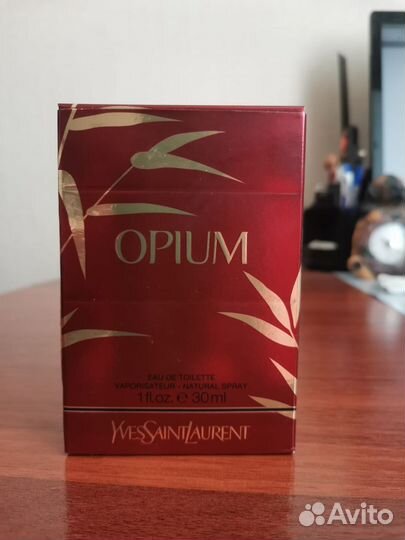 OPIUM
EAU DE TOILETTE
VAPORISATEUR - NATURAL SPRAY
1 fl.oz. ℮ 30 ml
YVESSAINTLAURENT
Avito